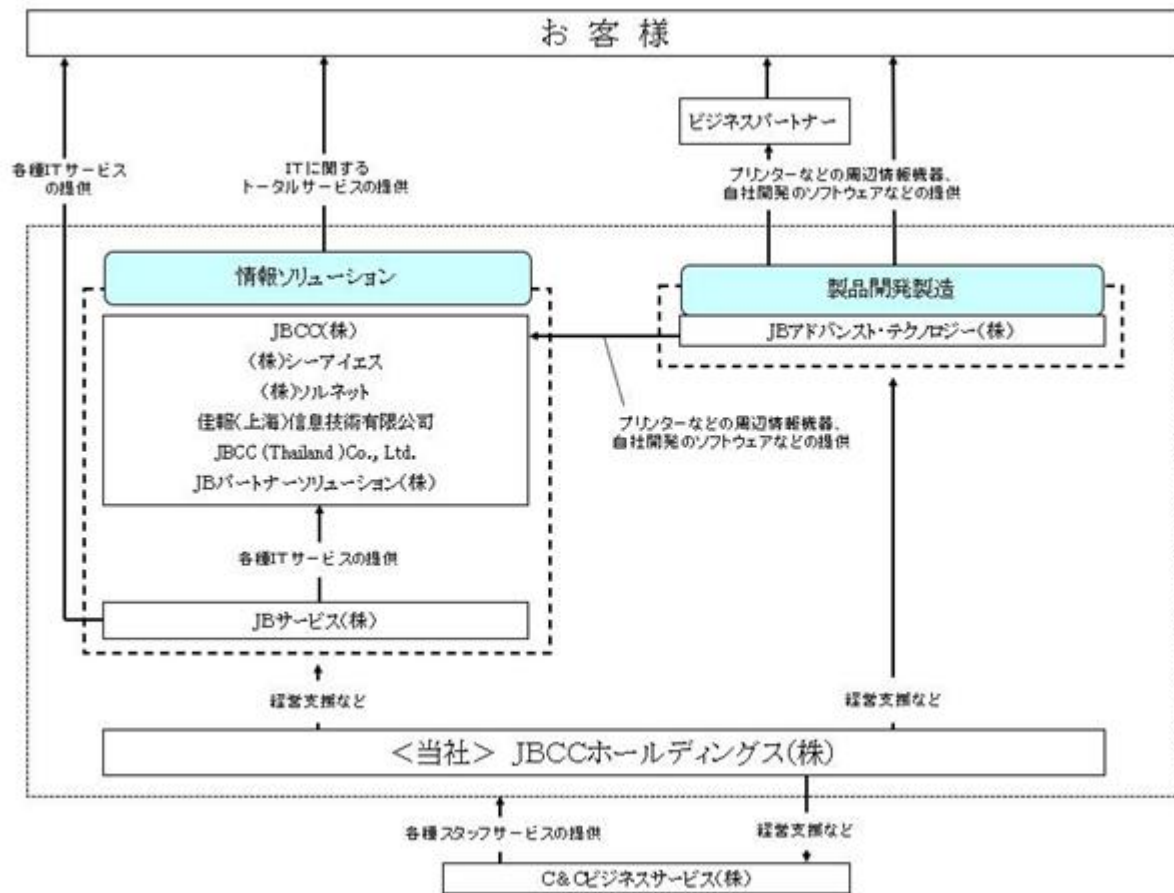 お 客 様
ビジネスパートナー
各種ITサービス
の提供
ITに関する
トータルサービスの提供
プリンターなどの周辺情報機器、
自社開発のソフトウェアなどの提供
情報ソリューション
製品開発製造
JBCC(株)
(株)シーアイエス
(株)ソルネット
佳報(上海)信息技術有限公司
JBCC (Thailand )Co., Ltd.
JBパートナーソリューション(株)
JBアドバンスト・テクノロジー(株)
プリンターなどの周辺情報機器、
自社開発のソフトウェアなどの提供
各種ITサービスの提供
JBサービス(株)
経営支援など
経営支援など
＜当社＞ JBCCホールディングス(株)
各種スタッフサービスの提供
経営支援など
C&Cビジネスサービス(株)